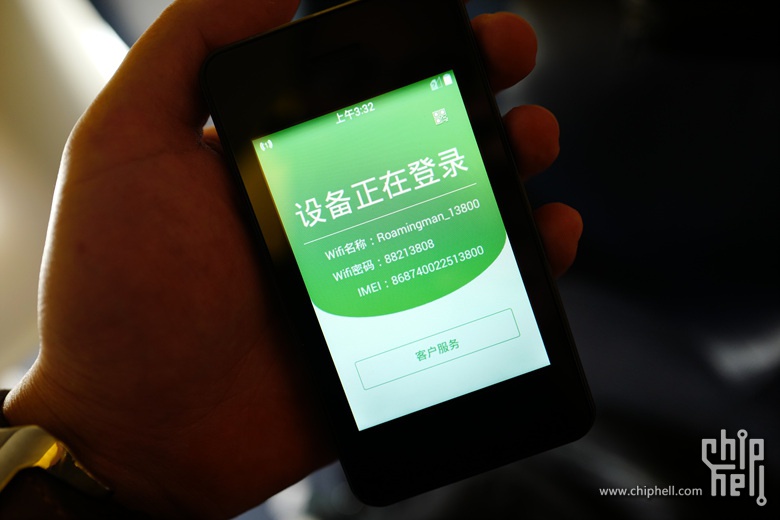 上午3:32
设备正在登录
Wifi名称：Roamingman_13800
Wifi密码：88213808
IMEI：868740022513800
客户服务
www.chiphell.com
chip
hell